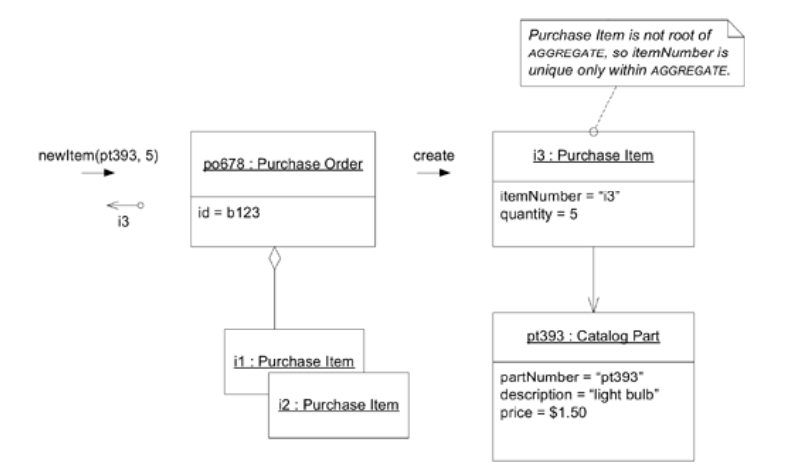 Purchase Item is not root of
AGGREGATE, so itemNumber is
unique only within AGGREGATE.
newItem(pt393, 5)
i3
po678 : Purchase Order
id = b123
create
i3 : Purchase Item
itemNumber = “i3”
quantity = 5
i1 : Purchase Item
i2 : Purchase Item
pt393 : Catalog Part
partNumber = “pt393”
description = “light bulb”
price = $1.50